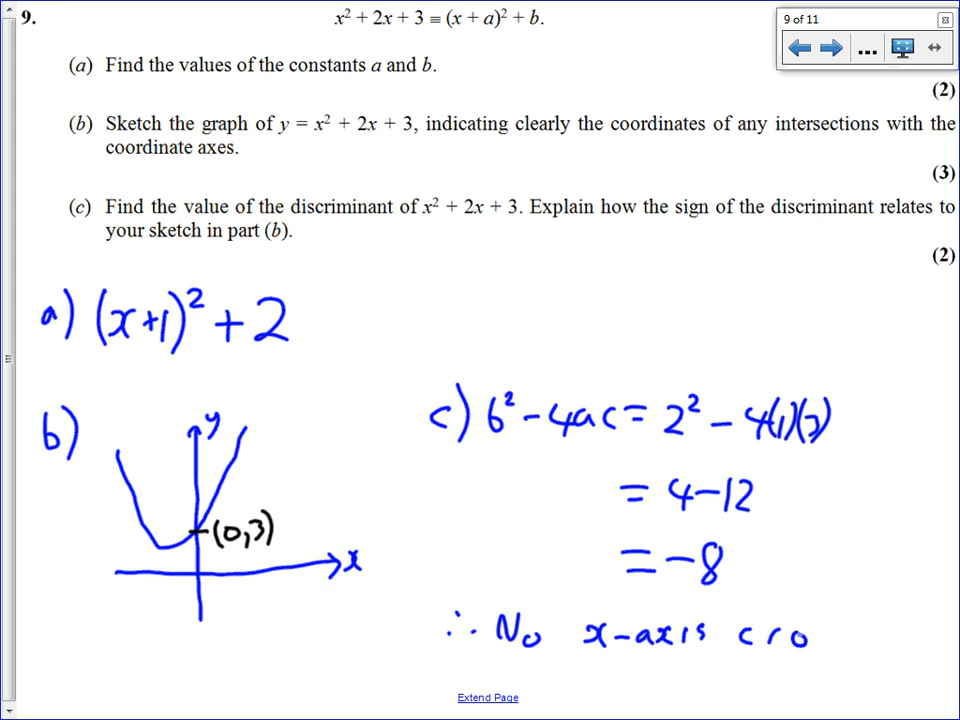 9. x² + 2x + 3 ≡ (x + a)² + b.
9 of 11
...
(a) Find the values of the constants a and b.
(2)
(b) Sketch the graph of y = x² + 2x + 3, indicating clearly the coordinates of any intersections with the
coordinate axes.
(3)
(c) Find the value of the discriminant of x² + 2x + 3. Explain how the sign of the discriminant relates to
your sketch in part (b).
(2)
a) (x+1)² + 2
b)
y
(0,3)
x
c) b² - 4ac = 2² - 4(1)(3)
= 4-12
= -8
∴ No x-axis cro
Extend Page